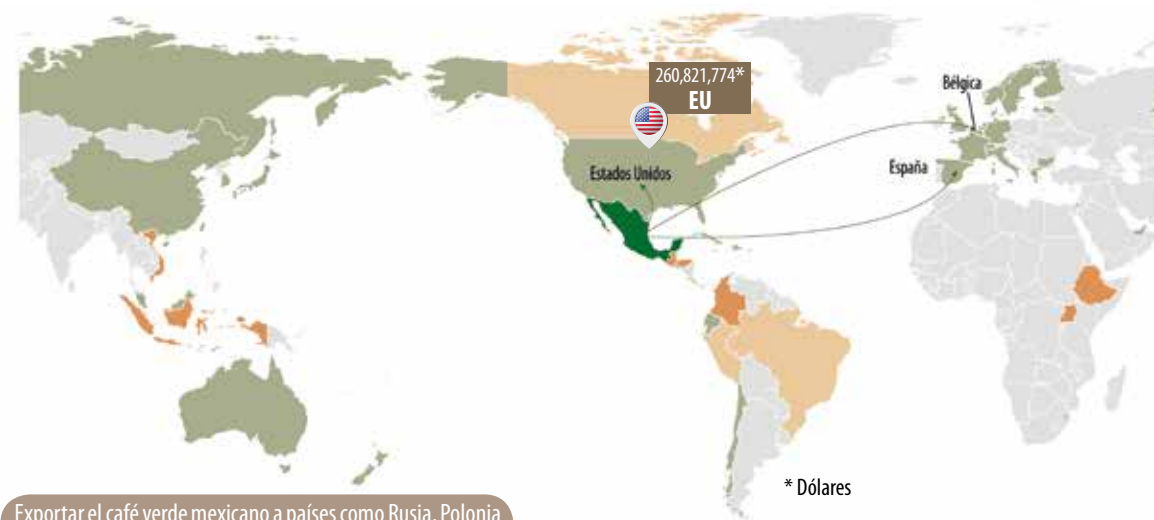 260,821,774*
EU
Bélgica
Estados Unidos
España
* Dólares
Exportar el café verde mexicano a países como Rusia, Polonia